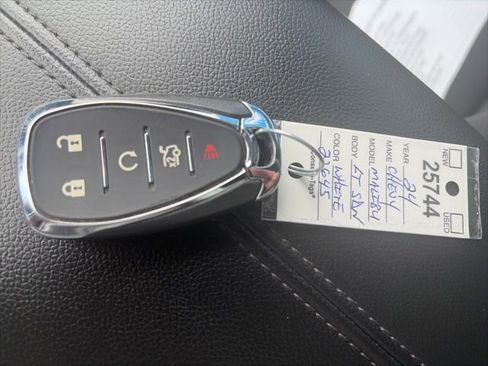 NEW USED
25744
YEAR 24
MAKE CHEVY
MODEL MALIBU
BODY LT SDN
COLOR WHITE